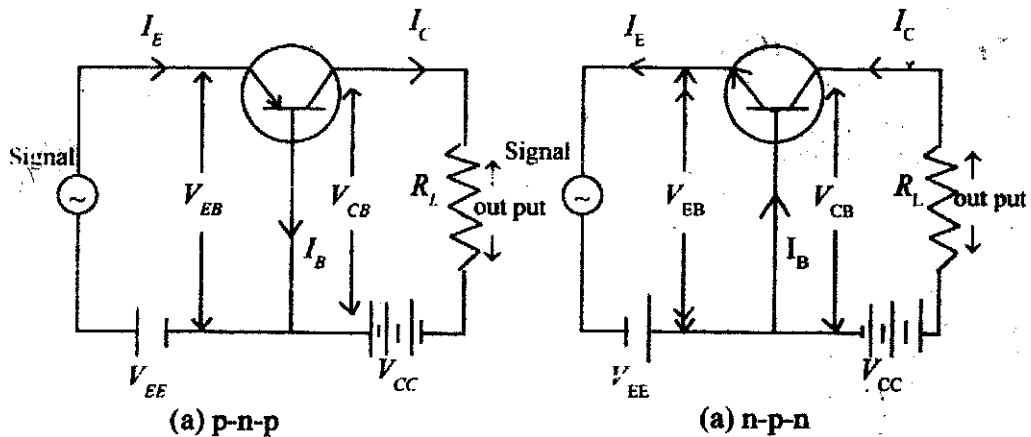 I_E I_C
Signal
~
V_EB V_CB R_L out put
I_B
V_EE V_CC
(a) p-n-p
I_E I_C
Signal
~
V_EB V_CB R_L out put
I_B
V_EE V_CC
(a) n-p-n